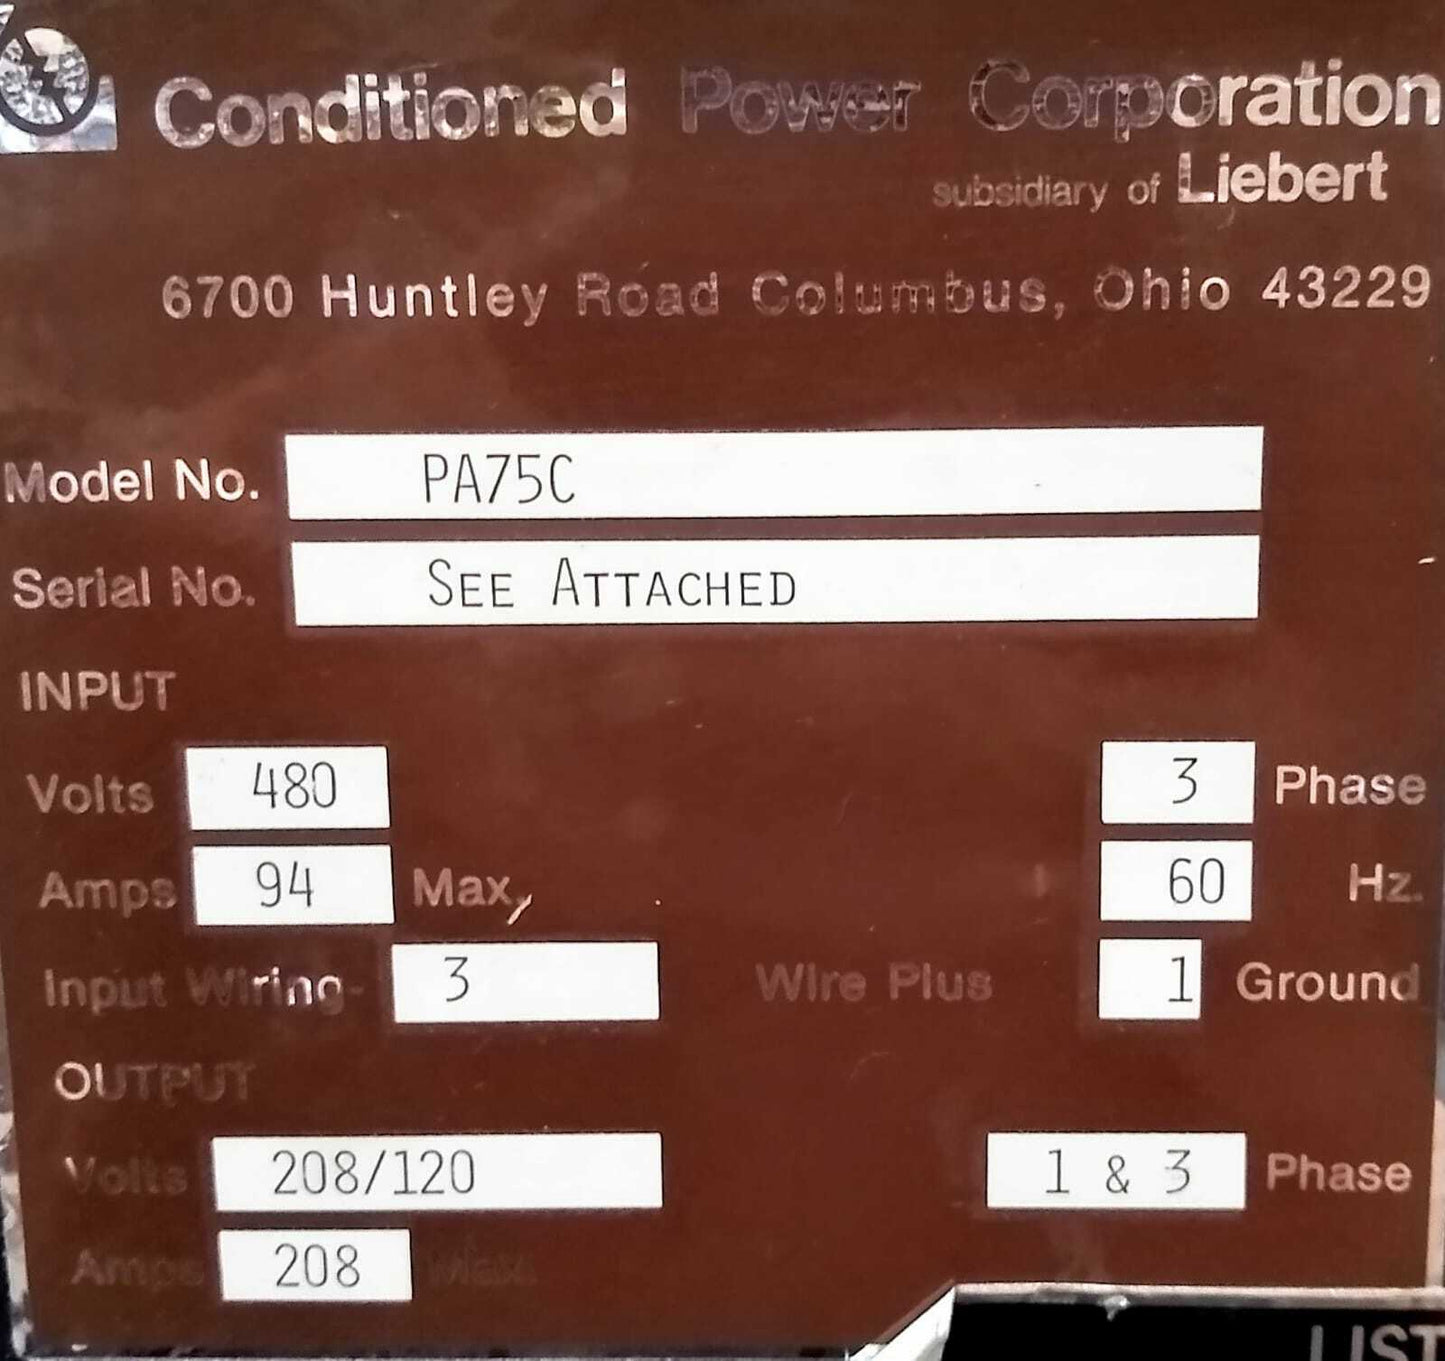 Conditioned Power Corporation
subsidiary of Liebert
6700 Huntley Road Columbus, Ohio 43229
Model No. PA75C
Serial No. SEE ATTACHED
INPUT
Volts 480 3 Phase
Amps 94 Max, 60 Hz.
Input Wiring- 3 Wire Plus 1 Ground
OUTPUT
Volts 208/120 1 & 3 Phase
Amps 208 Max.
LIST